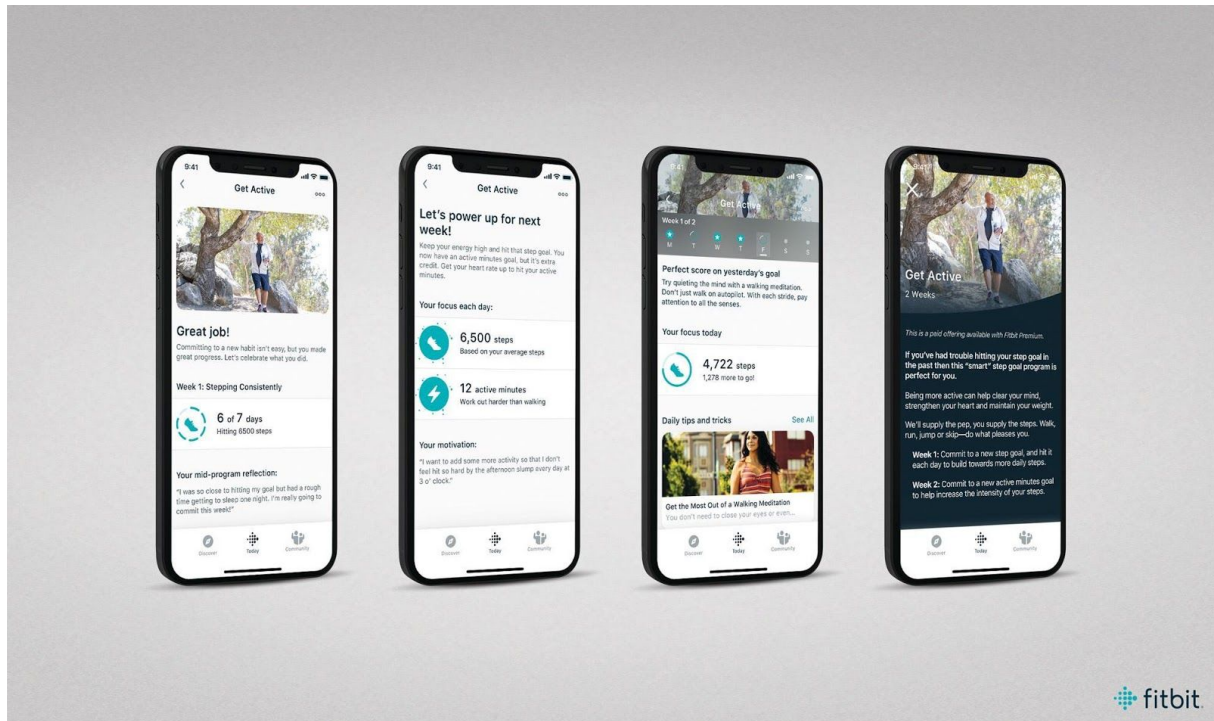 9:41
Get Active
Great job!
Committing to a new habit isn't easy, but you made
great progress. Let's celebrate what you did.
Week 1: Stepping Consistently
6 of 7 days
Hitting 6500 steps
Your mid-program reflection:
"I was so close to hitting my goal but had a rough
time getting to sleep one night. I'm really going to
commit this week!"
Discover
Today
Community
9:41
Get Active
Let's power up for next
week!
Keep your energy high and hit that step goal. You
now have an active minutes goal, but it's extra
credit. Get your heart rate up to hit your active
minutes.
Your focus each day:
6,500 steps
Based on your average steps
12 active minutes
Work out harder than walking
Your motivation:
"I want to add some more activity so that I don't
feel hit so hard by the afternoon slump every day at
3 o' clock."
Discover
Today
Community
9:41
Get Active
Week 1 of 2
M T W T F S S
Perfect score on yesterday's goal
Try quieting the mind with a walking meditation.
Don't just walk on autopilot. With each stride, pay
attention to all the senses.
Your focus today
4,722 steps
1,278 more to go!
Daily tips and tricks See All
Get the Most Out of a Walking Meditation
You don't need to close your eyes or even...
Discover
Today
Community
9:41
Get Active
2 Weeks
This is a paid offering available with Fitbit Premium.
If you've had trouble hitting your step goal in
the past then this "smart" step goal program is
perfect for you.
Being more active can help clear your mind,
strengthen your heart and maintain your weight.
We'll supply the pep, you supply the steps. Walk,
run, jump or skip—do what pleases you.
Week 1: Commit to a new step goal, and hit it
each day to build towards more daily steps.
Week 2: Commit to a new active minutes goal
to help increase the intensity of your steps.
Discover
Today
Community
fitbit